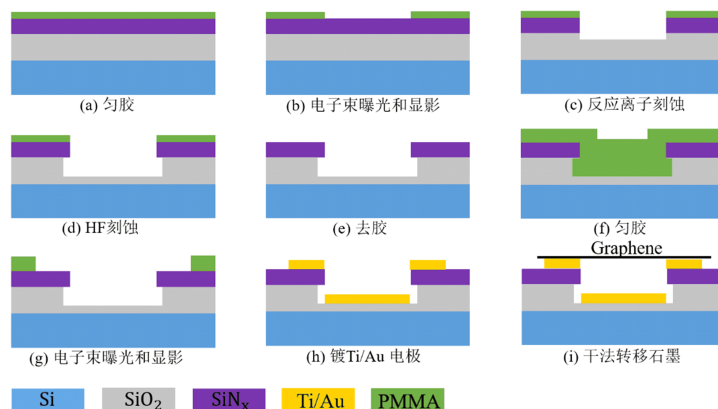 (a) 匀胶
(b) 电子束曝光和显影
(c) 反应离子刻蚀
(d) HF刻蚀
(e) 去胶
(f) 匀胶
(g) 电子束曝光和显影
(h) 镀Ti/Au 电极
Graphene
(i) 干法转移石墨
Si SiO₂ SiNₓ Ti/Au PMMA